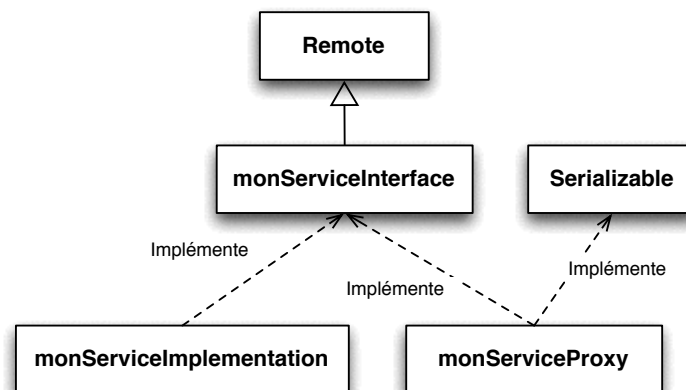 Remote
monServiceInterface
Serializable
Implémente
Implémente
Implémente
monServiceImplementation
monServiceProxy